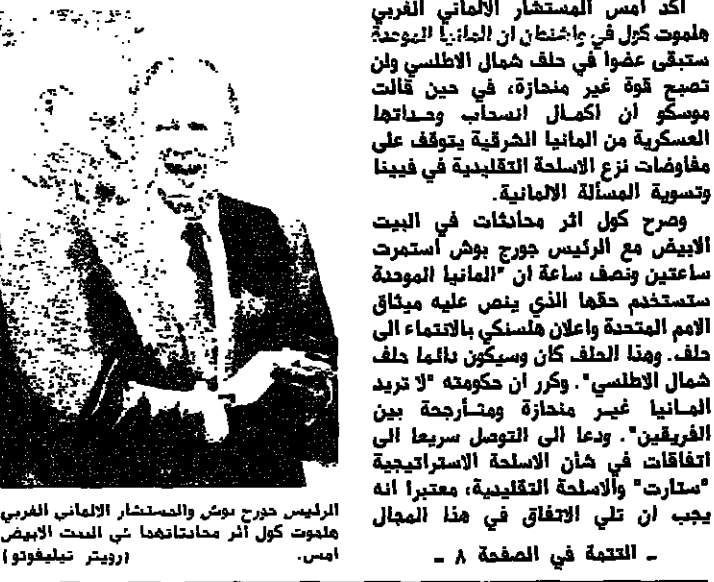 اكد امس المستشار الالماني الغربي
هلموت كول في واشنطن ان المانيا الموحدة
ستبقى عضوا في حلف شمال الاطلسي ولن
تصبح قوة غير منحازة، في حين قالت
موسكو ان اكمـال انسحاب وحـداتها
العسكرية من المانيا الشرقية يتوقف على
مفاوضات نزع الاسلحة التقليدية في فيينا
وتسوية المسألة الالمانية.
وصرح كول اثر محادثات في البيت
الابيض مع الرئيس جورج بوش استمرت
ساعتين ونصف ساعة ان "المانيا الموحدة
ستستخدم حقها الذي ينص عليه ميثاق
الامم المتحدة واعلان هلسنكي بالانتماء الى
حلف. وهذا الحلف كان وسيكون دائما حلف
شمال الاطلسي". وكرر ان حكومته "لا تريد
المـانيا غيـر منحازة ومتـأرجحة بين
الفريقين". ودعا الى التوصل سريعا الى
اتفاقات في شأن الاسلحة الاستراتيجية
"ستارت" والاسلحة التقليدية، معتبرا انه
يجب ان تلي الاتفاق في هذا المجال
ـ التتمة في الصفحة ٨ ـ
الرئيس جورج بوش والمستشار الالماني الغربي
هلموت كول اثر محادثاتهما في البيت الابيض
امس. (رويتر تيليفوتو)